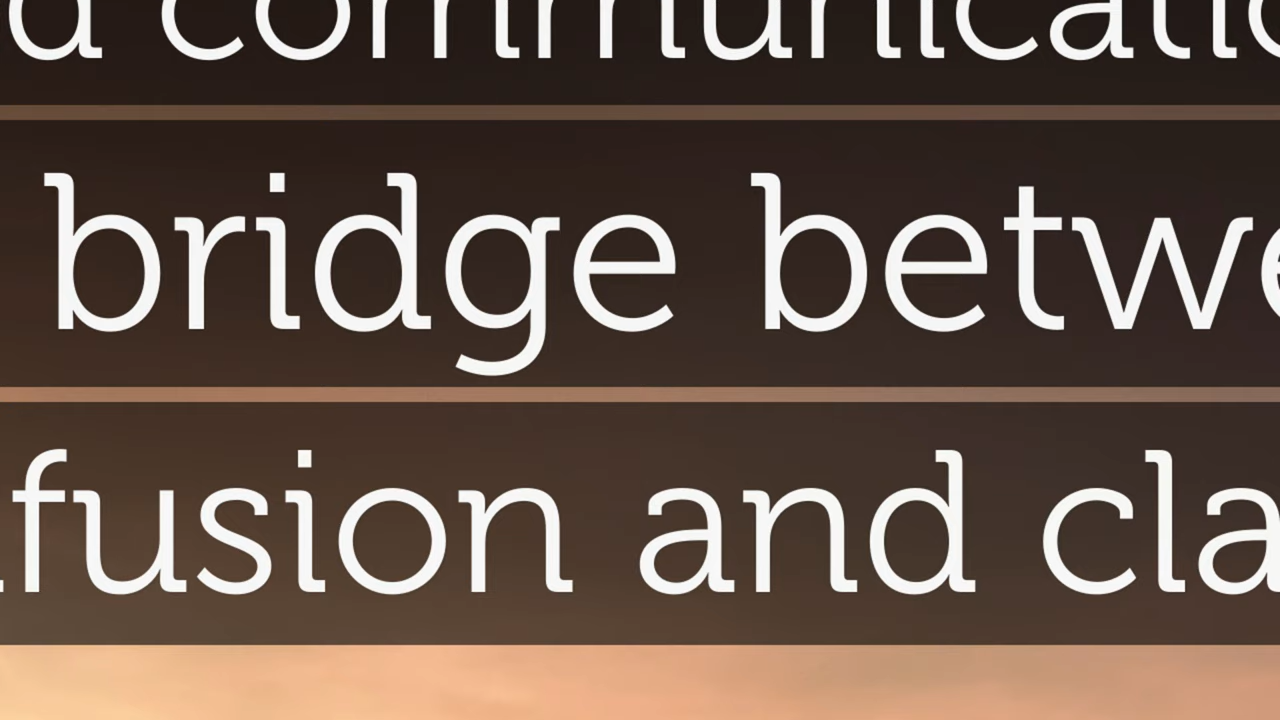 d communicatio
bridge betwe
fusion and cla